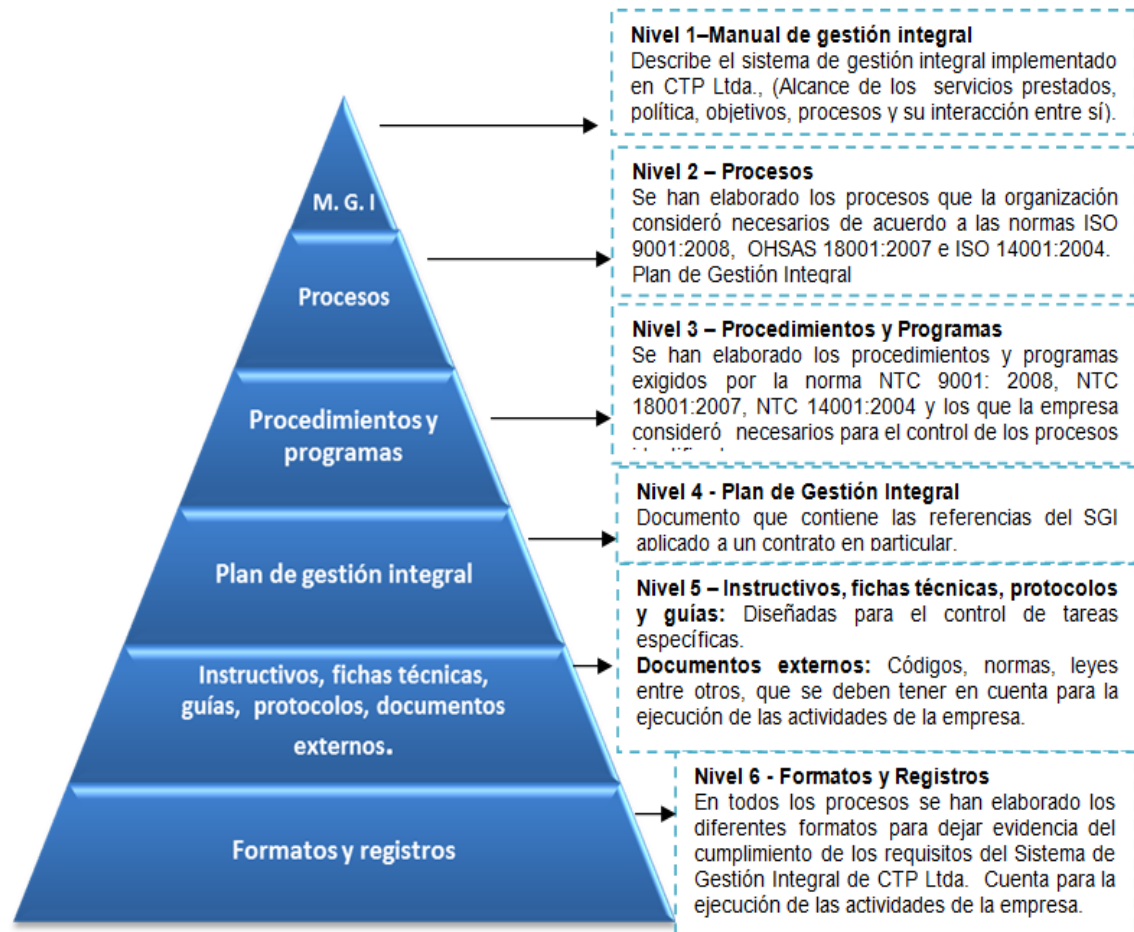 Nivel 1–Manual de gestión integral
Describe el sistema de gestión integral implementado
en CTP Ltda., (Alcance de los servicios prestados,
política, objetivos, procesos y su interacción entre sí).
M. G. I
Nivel 2 – Procesos
Se han elaborado los procesos que la organización
consideró necesarios de acuerdo a las normas ISO
9001:2008, OHSAS 18001:2007 e ISO 14001:2004.
Plan de Gestión Integral
Procesos
Nivel 3 – Procedimientos y Programas
Se han elaborado los procedimientos y programas
exigidos por la norma NTC 9001: 2008, NTC
18001:2007, NTC 14001:2004 y los que la empresa
consideró necesarios para el control de los procesos
Procedimientos y
programas
Nivel 4 - Plan de Gestión Integral
Documento que contiene las referencias del SGI
aplicado a un contrato en particular.
Plan de gestión integral
Nivel 5 – Instructivos, fichas técnicas, protocolos
y guías: Diseñadas para el control de tareas
específicas.
Documentos externos: Códigos, normas, leyes
entre otros, que se deben tener en cuenta para la
ejecución de las actividades de la empresa.
Instructivos, fichas técnicas,
guías, protocolos, documentos
externos.
Nivel 6 - Formatos y Registros
En todos los procesos se han elaborado los
diferentes formatos para dejar evidencia del
cumplimiento de los requisitos del Sistema de
Gestión Integral de CTP Ltda. Cuenta para la
ejecución de las actividades de la empresa.
Formatos y registros